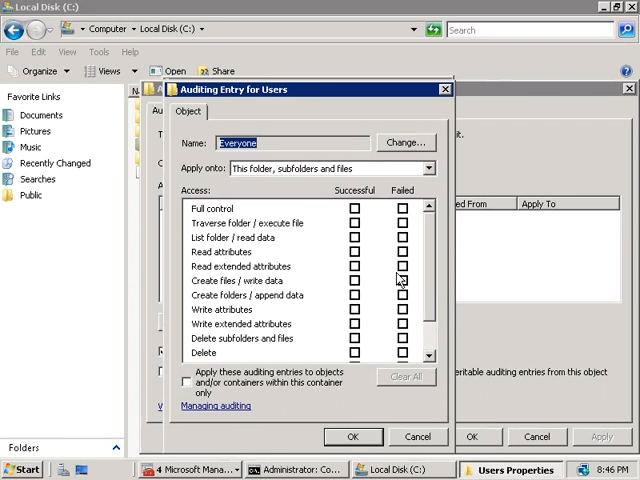 Local Disk (C:)
Computer Local Disk (C:)
Search
File Edit View Tools Help
Organize Views Open Share
Favorite Links
Documents
Pictures
Music
Recently Changed
Searches
Public
Folders
Auditing Entry for Users
Object
Name: Everyone Change...
Apply onto: This folder, subfolders and files
Access: Successful Failed
Full control
Traverse folder / execute file
List folder / read data
Read attributes
Read extended attributes
Create files / write data
Create folders / append data
Write attributes
Write extended attributes
Delete subfolders and files
Delete
Apply these auditing entries to objects
and/or containers within this container
only
Clear All
Managing auditing
OK Cancel
it.
ed From Apply To
eritable auditing entries from this object
OK Cancel Apply
Start 4 Microsoft Mana... Administrator: Co... Local Disk (C:) Users Properties 8:46 PM